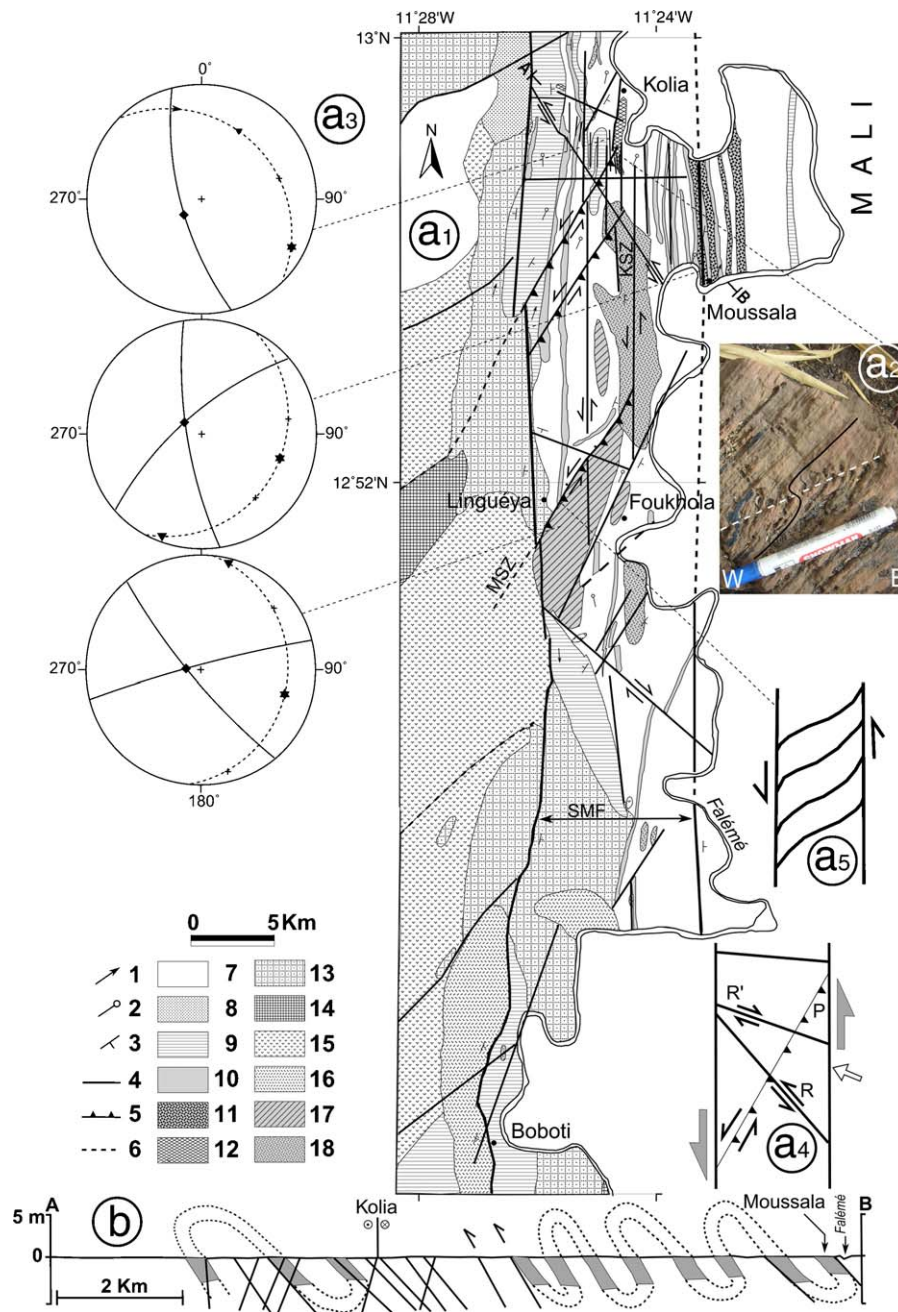 11°28'W 11°24'W
13°N
0°
a3
270° 90°
N
a1
Kolia
A
MALI
KSZ
B
Moussala
a2
W E
270° 90°
12°52'N
Linguéya
Foukhola
MSZ
270° 90°
180°
SMF
Falémé
a5
0 5Km
1 7 13
2 8 14
3 9 15
4 10 16
5 11 17
6 12 18
R'
P
R
a4
Boboti
A b Kolia Moussala Falémé B
5 m
0
2 Km